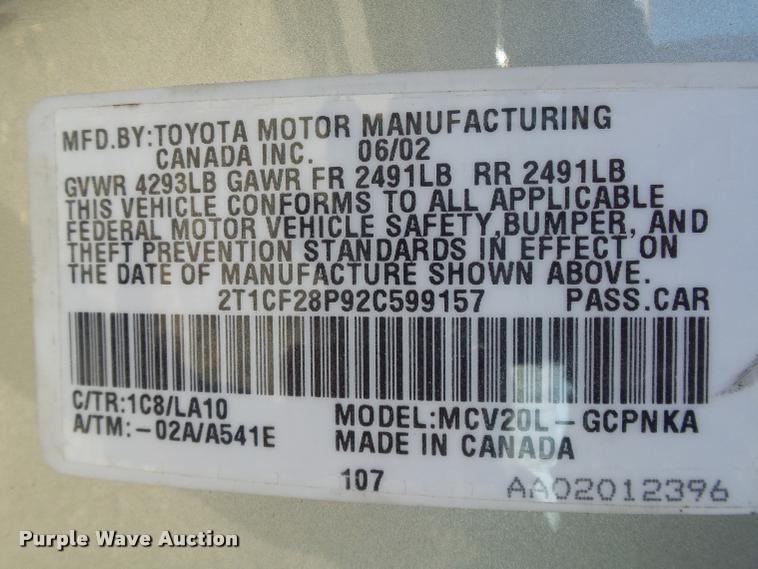 MFD.BY:TOYOTA MOTOR MANUFACTURING
CANADA INC. 06/02
GVWR 4293LB GAWR FR 2491LB RR 2491LB
THIS VEHICLE CONFORMS TO ALL APPLICABLE
FEDERAL MOTOR VEHICLE SAFETY,BUMPER, AND
THEFT PREVENTION STANDARDS IN EFFECT ON
THE DATE OF MANUFACTURE SHOWN ABOVE.
2T1CF28P92C599157 PASS.CAR
C/TR:1C8/LA10
A/TM:-02A/A541E
MODEL:MCV20L-GCPNKA
MADE IN CANADA
107
AA02012396
Purple Wave Auction